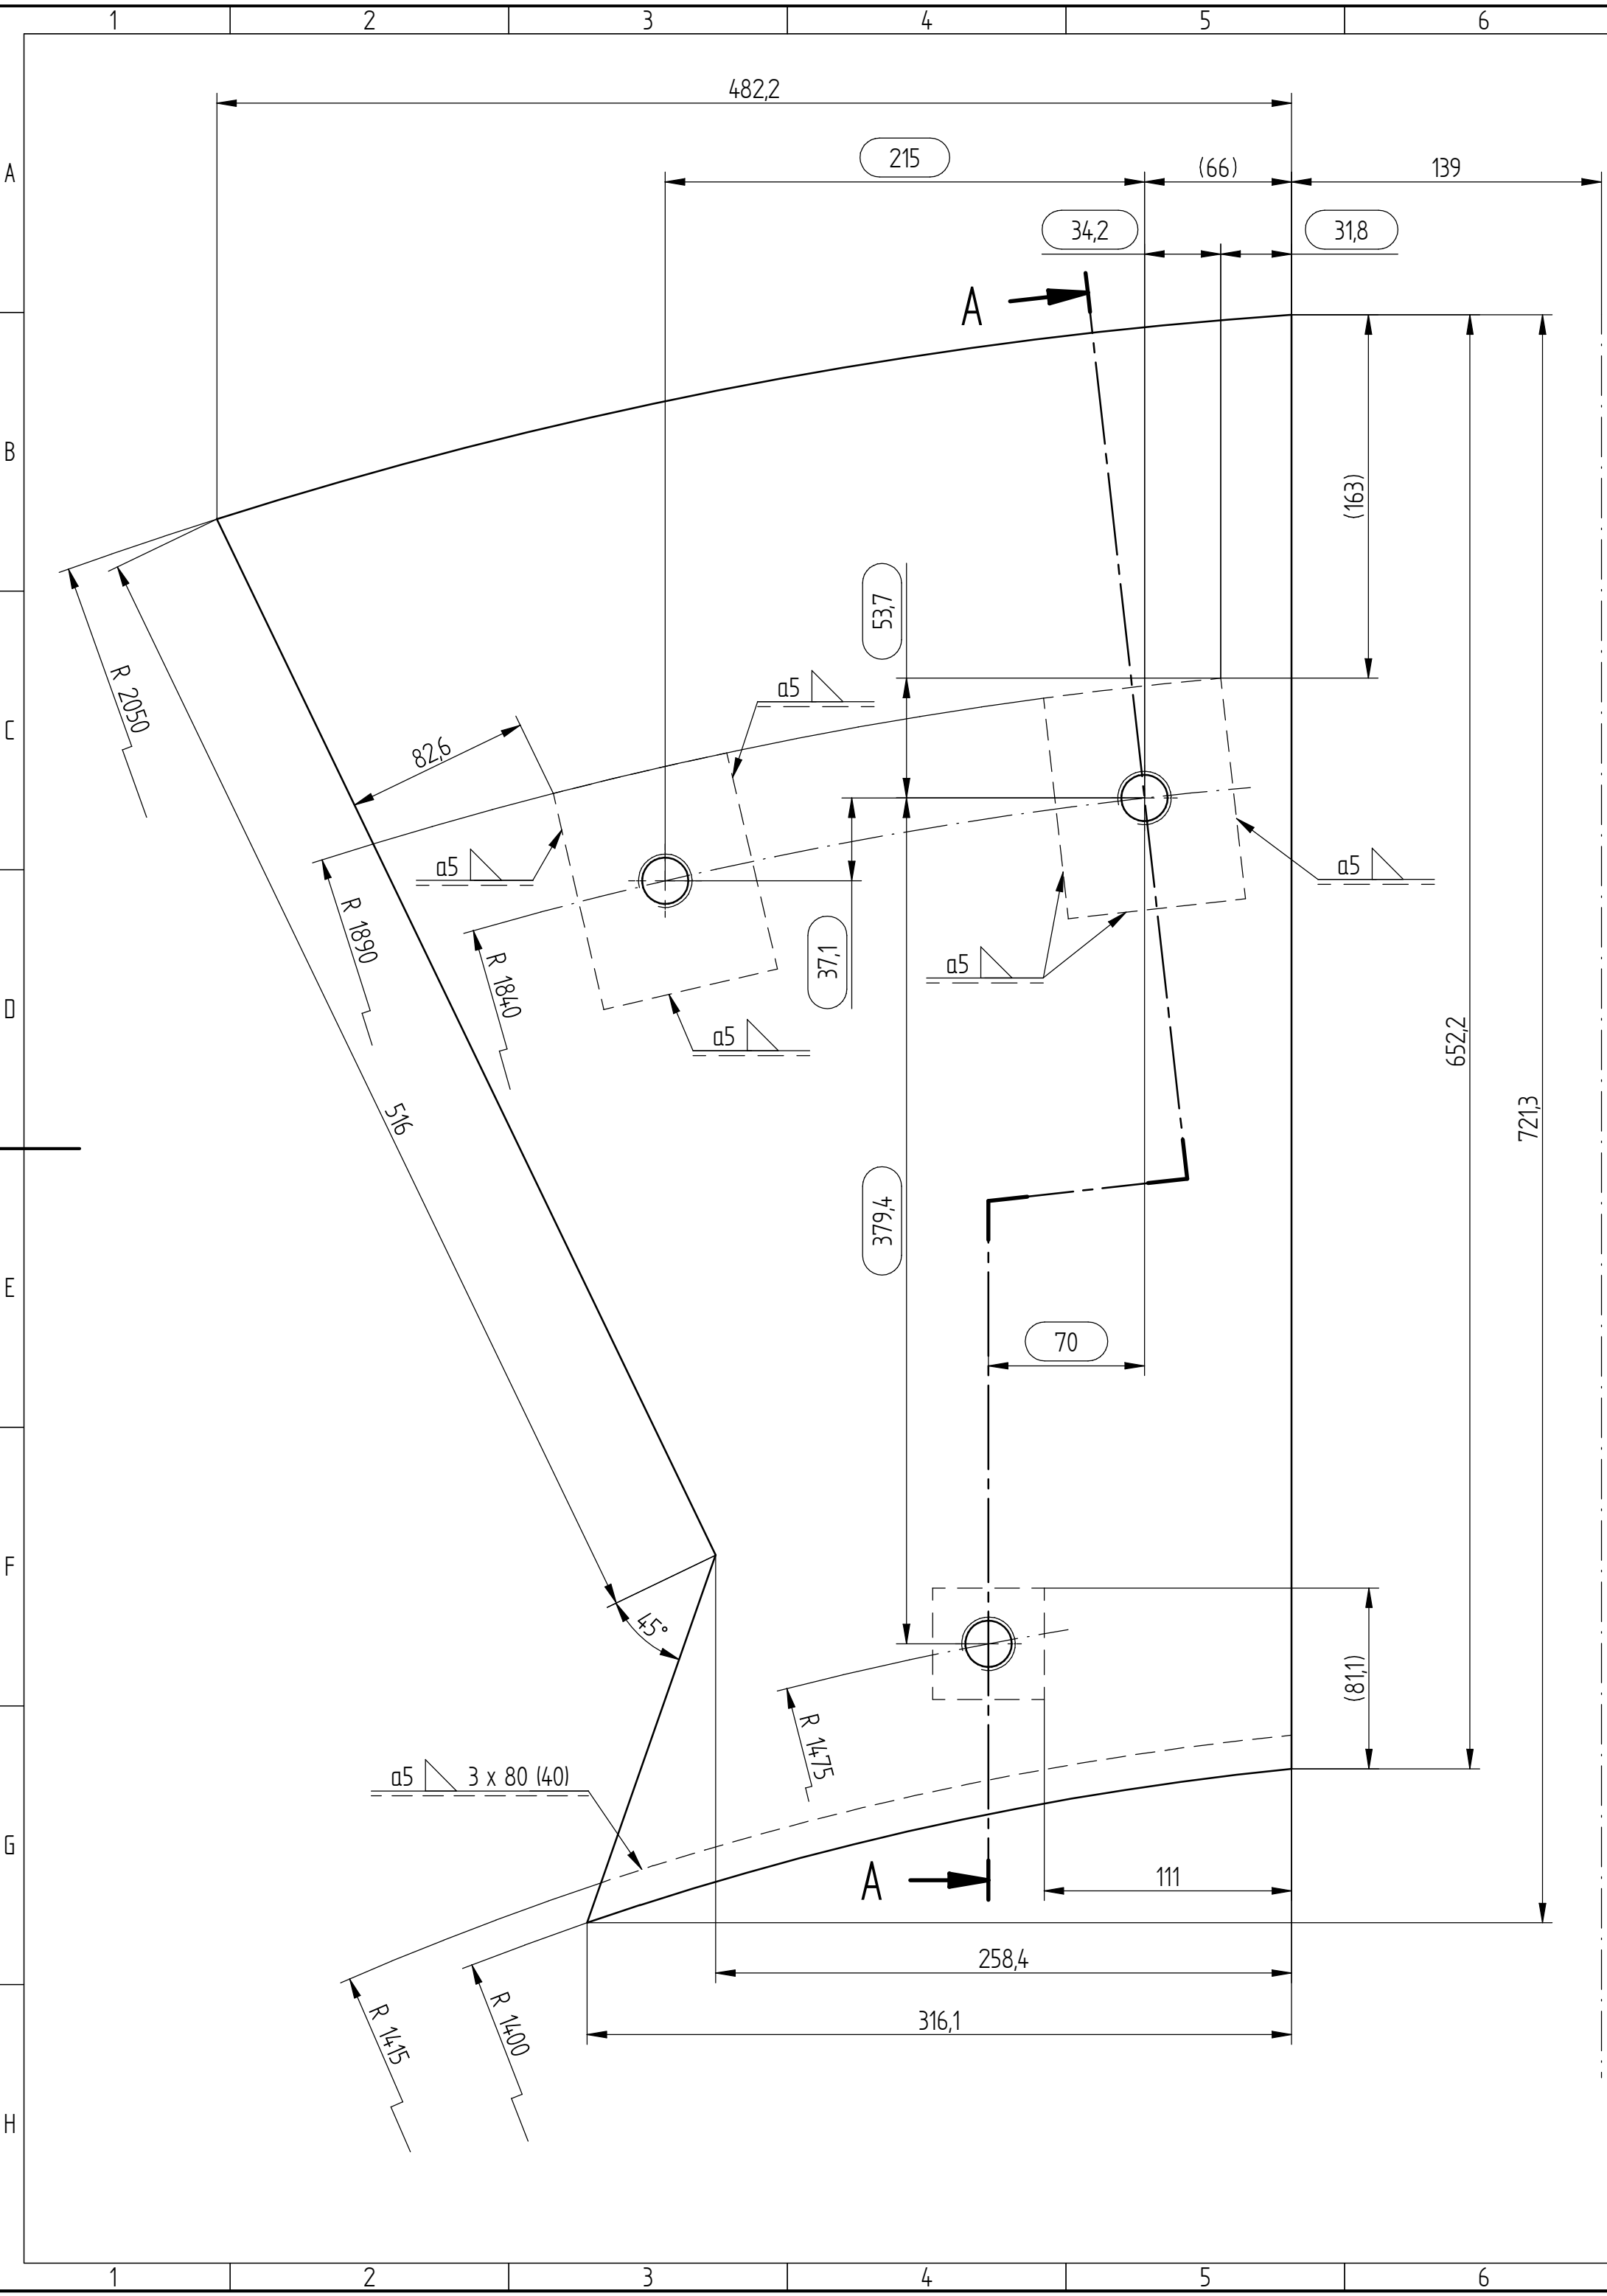 1 2 3 4 5 6
482,2
A
215 (66) 139
34,2 31,8
A
B
(163)
53,7
R 2050
a5
C
82,6
a5
a5
R 1890
37,1
a5
R 1840
D
a5
652,2
721,3
516
379,4
E
70
F
45°
(81,1)
R 1475
a5 3 x 80 (40)
G
A
111
258,4
R 1415
R 1400
316,1
H
1 2 3 4 5 6